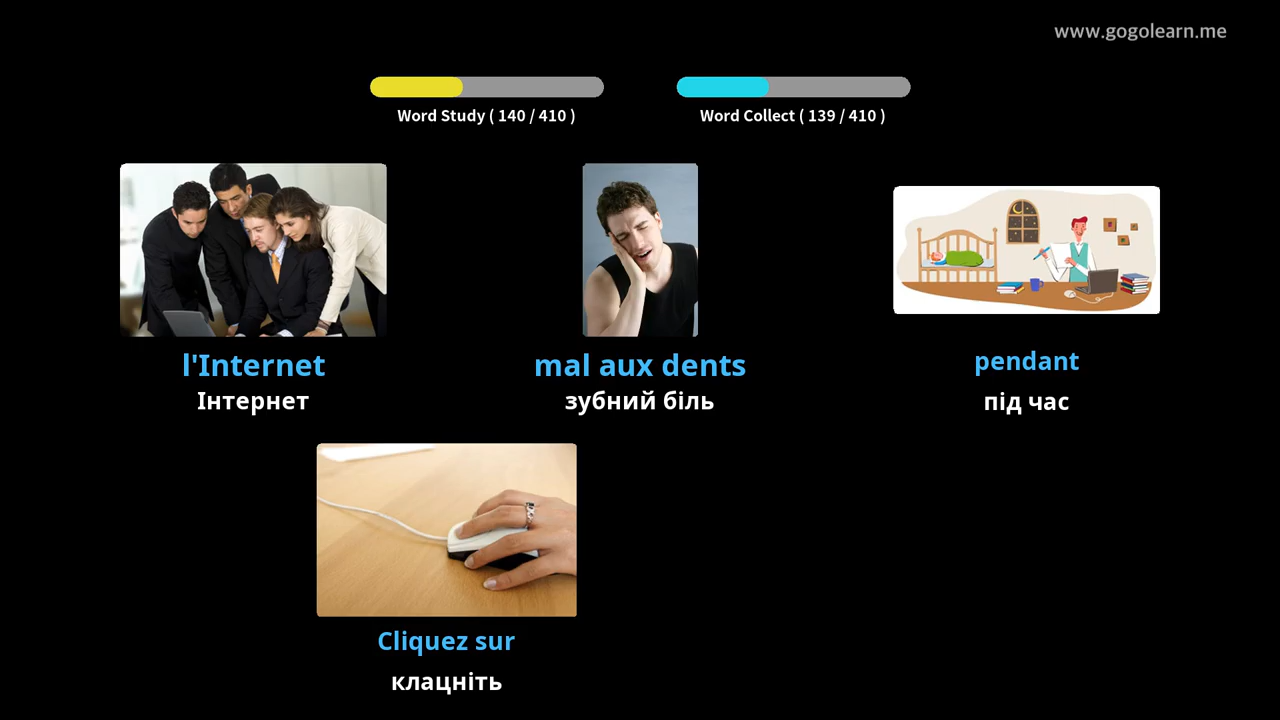 www.gogolearn.me
Word Study ( 140 / 410 )
Word Collect ( 139 / 410 )
l'Internet
Інтернет
mal aux dents
зубний біль
pendant
під час
Cliquez sur
клацніть